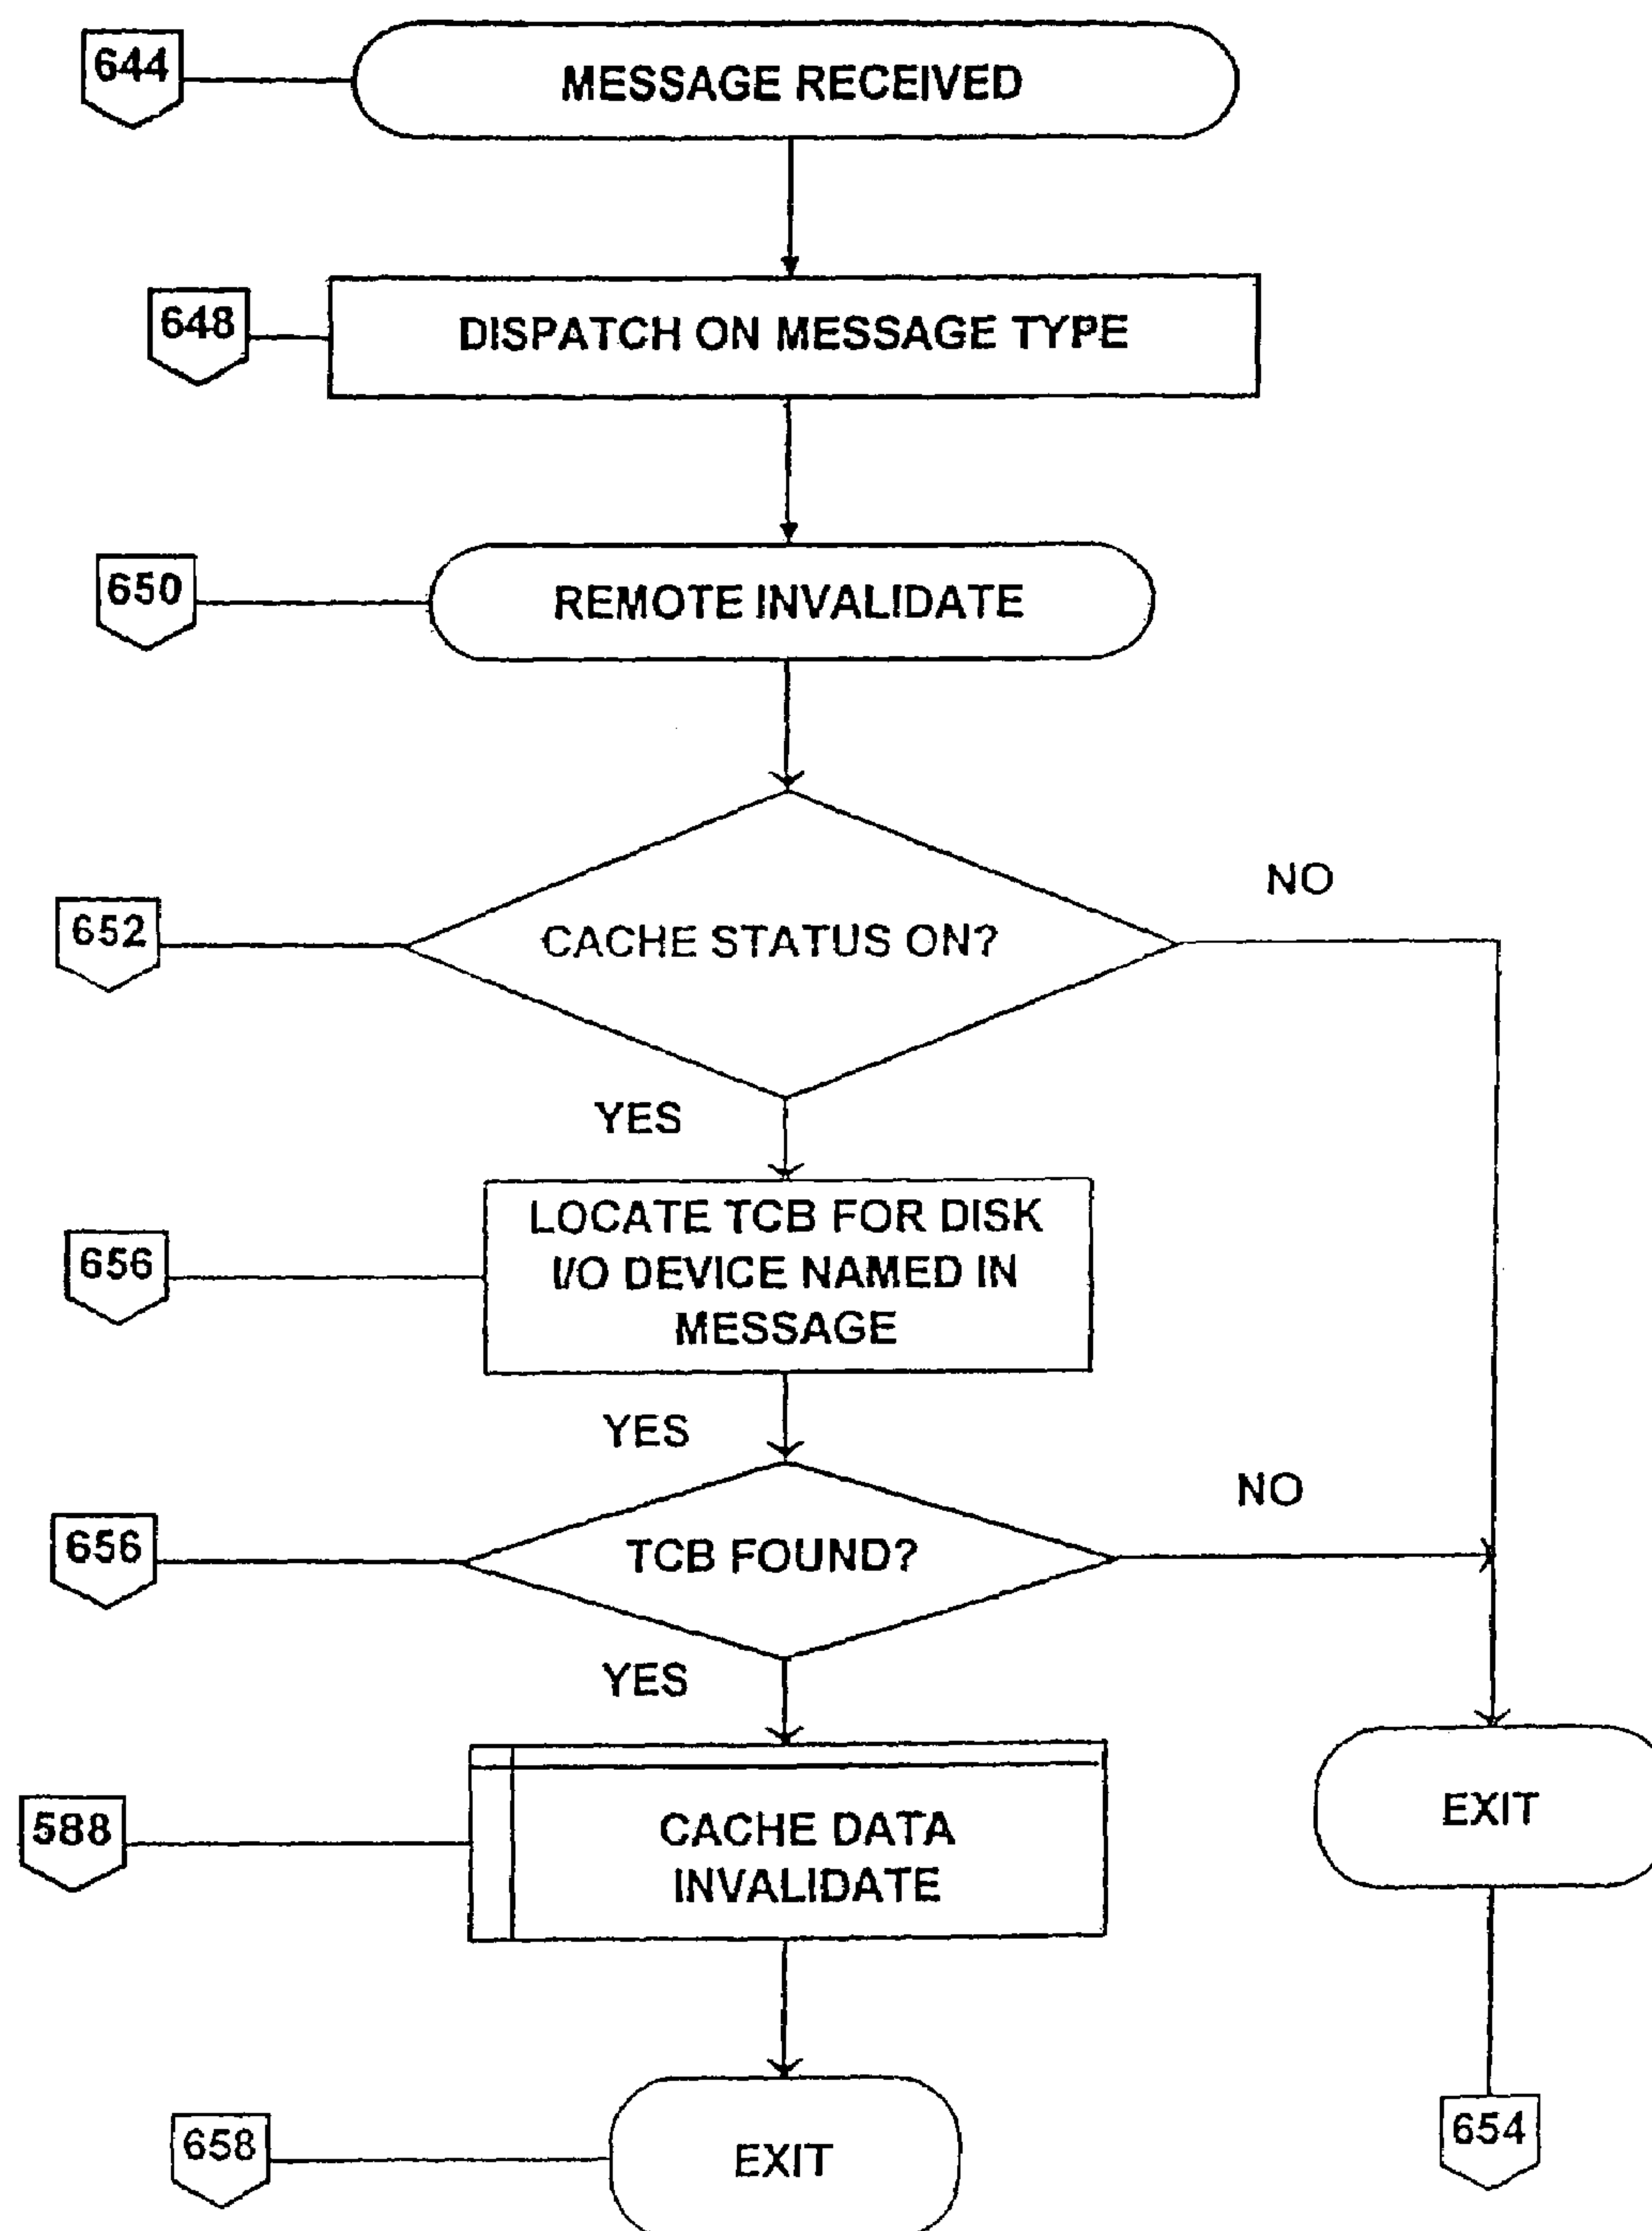 644
MESSAGE RECEIVED
648
DISPATCH ON MESSAGE TYPE
650
REMOTE INVALIDATE
NO
652
CACHE STATUS ON?
YES
LOCATE TCB FOR DISK
I/O DEVICE NAMED IN
MESSAGE
656
YES
NO
656
TCB FOUND?
YES
588
CACHE DATA
INVALIDATE
EXIT
658
EXIT
654